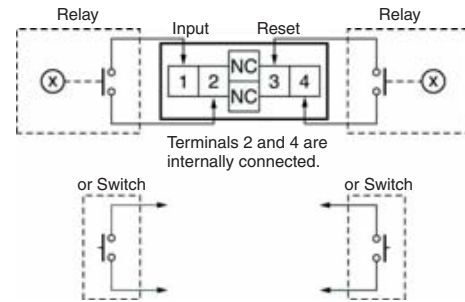 Relay Input Reset Relay
X 1 2 NC NC 3 4 X
Terminals 2 and 4 are
internally connected.
or Switch or Switch